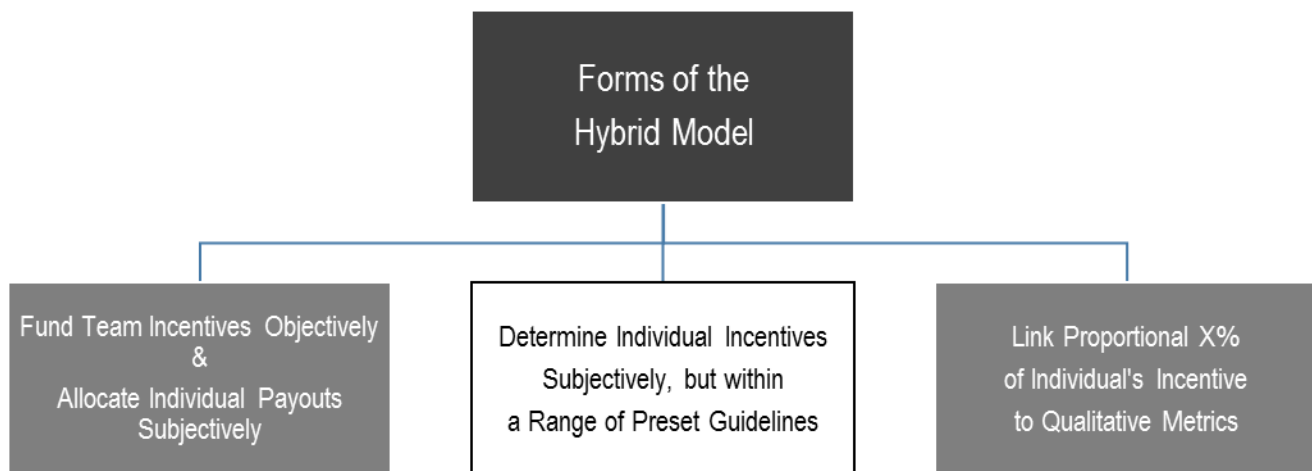 Forms of the
Hybrid Model
Fund Team Incentives Objectively
&
Allocate Individual Payouts
Subjectively
Determine Individual Incentives
Subjectively, but within
a Range of Preset Guidelines
Link Proportional X%
of Individual's Incentive
to Qualitative Metrics